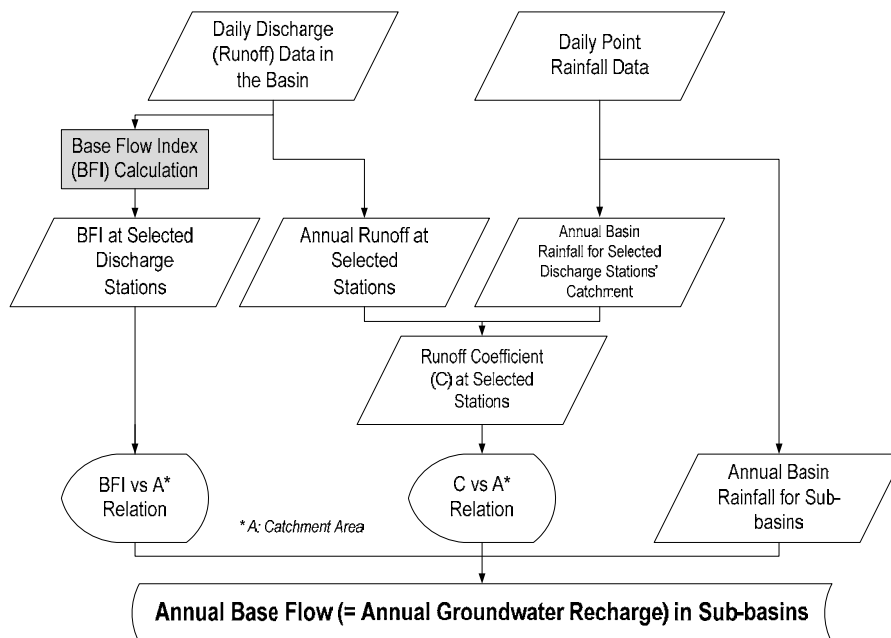 Daily Discharge
(Runoff) Data in
the Basin
Daily Point
Rainfall Data
Base Flow Index
(BFI) Calculation
BFI at Selected
Discharge
Stations
Annual Runoff at
Selected
Stations
Annual Basin
Rainfall for Selected
Discharge Stations'
Catchment
Runoff Coefficient
(C) at Selected
Stations
BFI vs A*
Relation
* A: Catchment Area
C vs A*
Relation
Annual Basin
Rainfall for Sub-
basins
Annual Base Flow (= Annual Groundwater Recharge) in Sub-basins